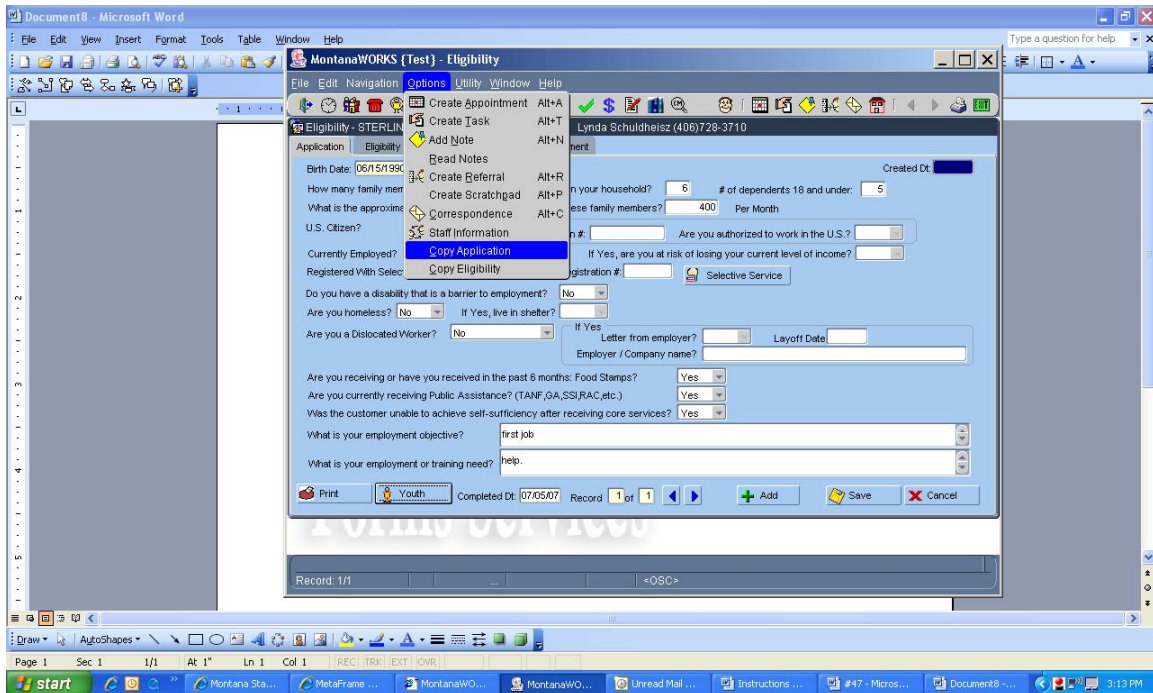 Document8 - Microsoft Word
File Edit View Insert Format Tools Table Window Help
Type a question for help
MontanaWORKS {Test} - Eligibility
File Edit Navigation Options Utility Window Help
EXIT
Create Appointment Alt+A
Create Task Alt+T
Add Note Alt+N
Read Notes
Create Referral Alt+R
Create Scratchpad Alt+P
Correspondence Alt+C
Staff Information
Copy Application
Copy Eligibility
Eligibility - STERLIN Lynda Schuldheisz (406)728-3710
Application Eligibility ment
Birth Date: 06/15/1990 Created Dt:
How many family mem n your household? 6 # of dependents 18 and under: 5
What is the approxime ese family members? 400 Per Month
U.S. Citizen? n #: Are you authorized to work in the U.S.?
Currently Employed? If Yes, are you at risk of losing your current level of income?
Registered With Selec gistration #: Selective Service
Do you have a disability that is a barrier to employment? No
Are you homeless? No If Yes, live in shelter?
Are you a Dislocated Worker? No
If Yes
Letter from employer? Layoff Date
Employer / Company name?
Are you receiving or have you received in the past 6 months: Food Stamps? Yes
Are you currently receiving Public Assistance? (TANF,GA,SSI,RAC,etc.) Yes
Was the customer unable to achieve self-sufficiency after receiving core services? Yes
What is your employment objective? first job
What is your employment or training need? help.
Print Youth Completed Dt: 07/05/07 Record 1 of 1 Add Save Cancel
Forms Services
Record: 1/1 ... <OSC>
Draw AutoShapes
Page 1 Sec 1 1/1 At 1" Ln 1 Col 1 REC TRK EXT OVR
start Montana Sta... MetaFrame ... MontanaWO... MontanaWO... Unread Mail ... Instructions ... #47 - Micros... Document8 -... 3:13 PM